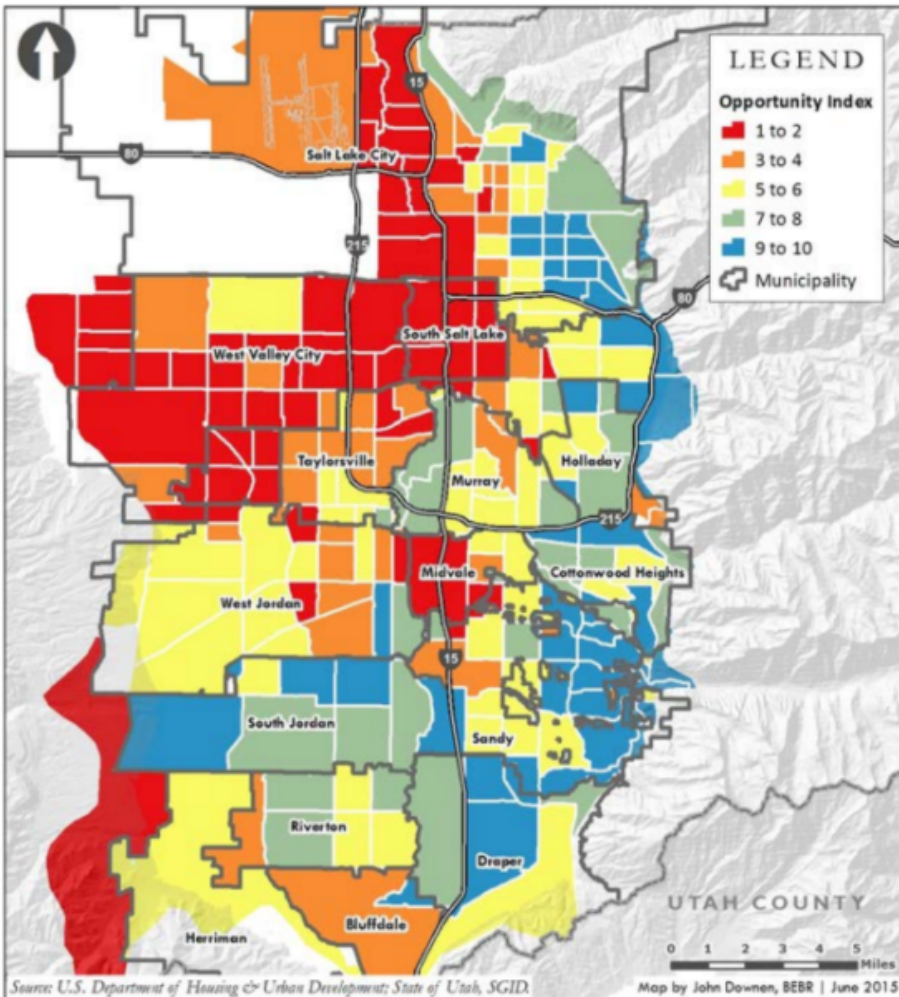 LEGEND
Opportunity Index
1 to 2
3 to 4
5 to 6
7 to 8
9 to 10
Municipality
15
80
Salt Lake City
215
80
South Salt Lake
West Valley City
Taylorsville
Murray
Holladay
215
Midvale
Cottonwood Heights
West Jordan
15
South Jordan
Sandy
Riverton
Draper
Bluffdale
Herriman
UTAH COUNTY
0 1 2 3 4 5
Miles
Source: U.S. Department of Housing & Urban Development; State of Utah, SGID.
Map by John Downen, BEBR | June 2015